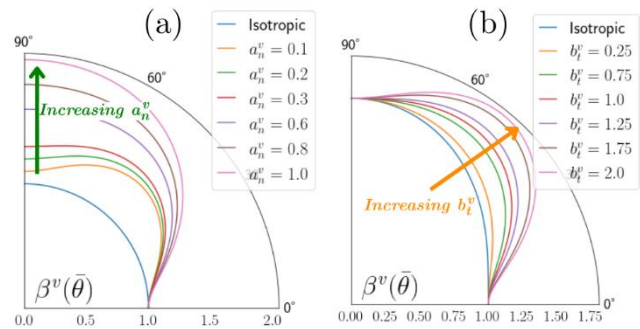 (a)
90°
60°
Isotropic
a_n^v = 0.1
a_n^v = 0.2
a_n^v = 0.3
a_n^v = 0.6
a_n^v = 0.8
a_n^v = 1.0
Increasing a_n^v
β^v(θ̄)
0°
0.0 0.5 1.0 1.5 2.0
(b)
90°
60°
Isotropic
b_t^v = 0.25
b_t^v = 0.75
b_t^v = 1.0
b_t^v = 1.25
b_t^v = 1.75
b_t^v = 2.0
Increasing b_t^v
β^v(θ̄)
0°
0.00 0.25 0.50 0.75 1.00 1.25 1.50 1.75